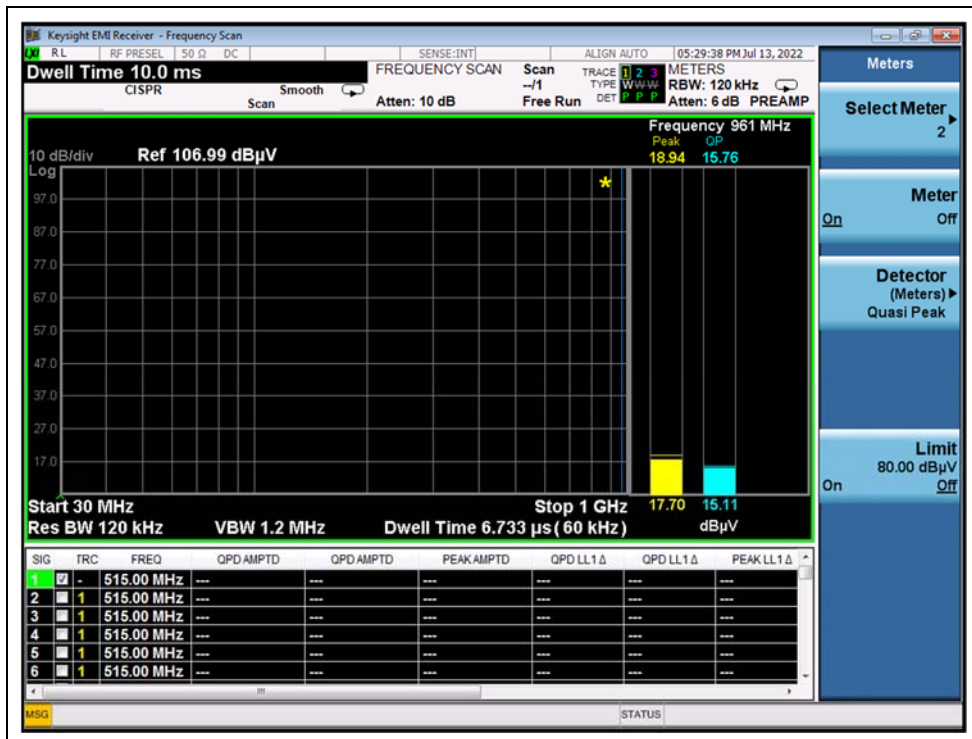 Keysight EMI Receiver - Frequency Scan
LXI RL RF PRESEL 50 Ω DC SENSE:INT ALIGN AUTO 05:29:38 PM Jul 13, 2022
Dwell Time 10.0 ms
CISPR Smooth
Scan
FREQUENCY SCAN
Atten: 10 dB
Scan
--/1
Free Run
TRACE 1 2 3
TYPE W W W
DET P P P
METERS
RBW: 120 kHz
Atten: 6 dB PREAMP
Frequency 961 MHz
Peak QP
18.94 15.76
10 dB/div Ref 106.99 dBµV
Log
97.0
87.0
77.0
67.0
57.0
47.0
37.0
27.0
17.0
Start 30 MHz Stop 1 GHz
Res BW 120 kHz VBW 1.2 MHz Dwell Time 6.733 µs (60 kHz)
17.70 15.11
dBµV
SIG TRC FREQ QPD AMPTD QPD AMPTD PEAK AMPTD QPD LL1 Δ QPD LL1 Δ PEAK LL1 Δ
1 - 515.00 MHz --- --- --- --- --- ---
2 1 515.00 MHz --- --- --- --- --- ---
3 1 515.00 MHz --- --- --- --- --- ---
4 1 515.00 MHz --- --- --- --- --- ---
5 1 515.00 MHz --- --- --- --- --- ---
6 1 515.00 MHz --- --- --- --- --- ---
MSG STATUS
Meters
Select Meter
2
Meter
On Off
Detector
(Meters)
Quasi Peak
Limit
80.00 dBµV
On Off